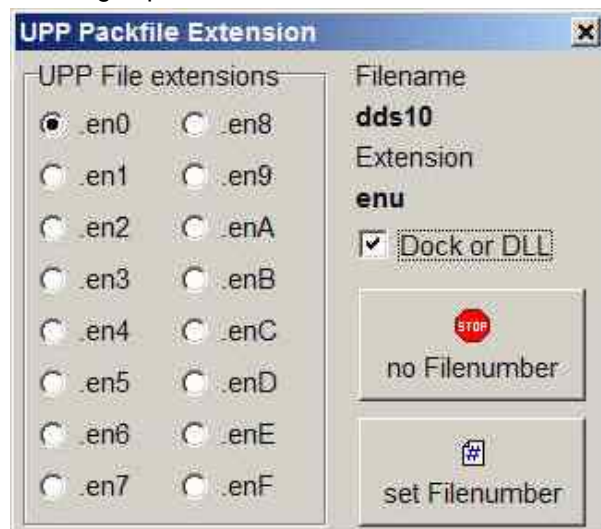 UPP Packfile Extension
UPP File extensions
.en0 .en8
.en1 .en9
.en2 .enA
.en3 .enB
.en4 .enC
.en5 .enD
.en6 .enE
.en7 .enF
Filename
dds10
Extension
enu
Dock or DLL
STOP
no Filenumber
#
set Filenumber